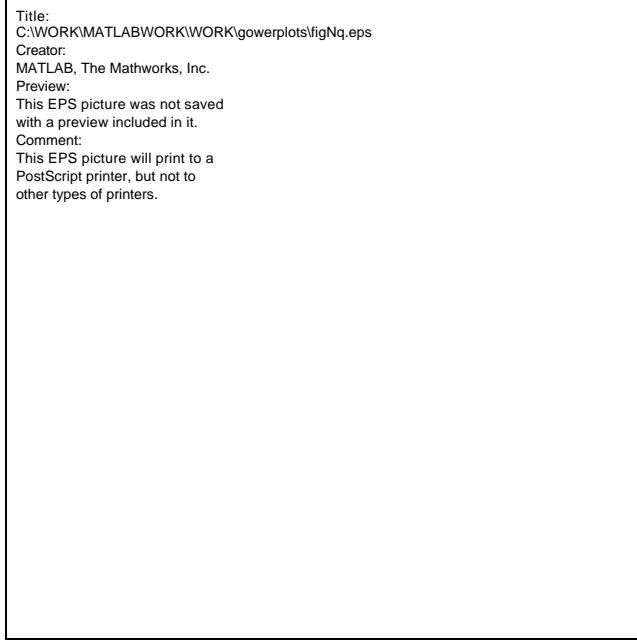 Title:
C:\WORK\MATLABWORK\WORK\gowerplots\figNq.eps
Creator:
MATLAB, The Mathworks, Inc.
Preview:
This EPS picture was not saved
with a preview included in it.
Comment:
This EPS picture will print to a
PostScript printer, but not to
other types of printers.